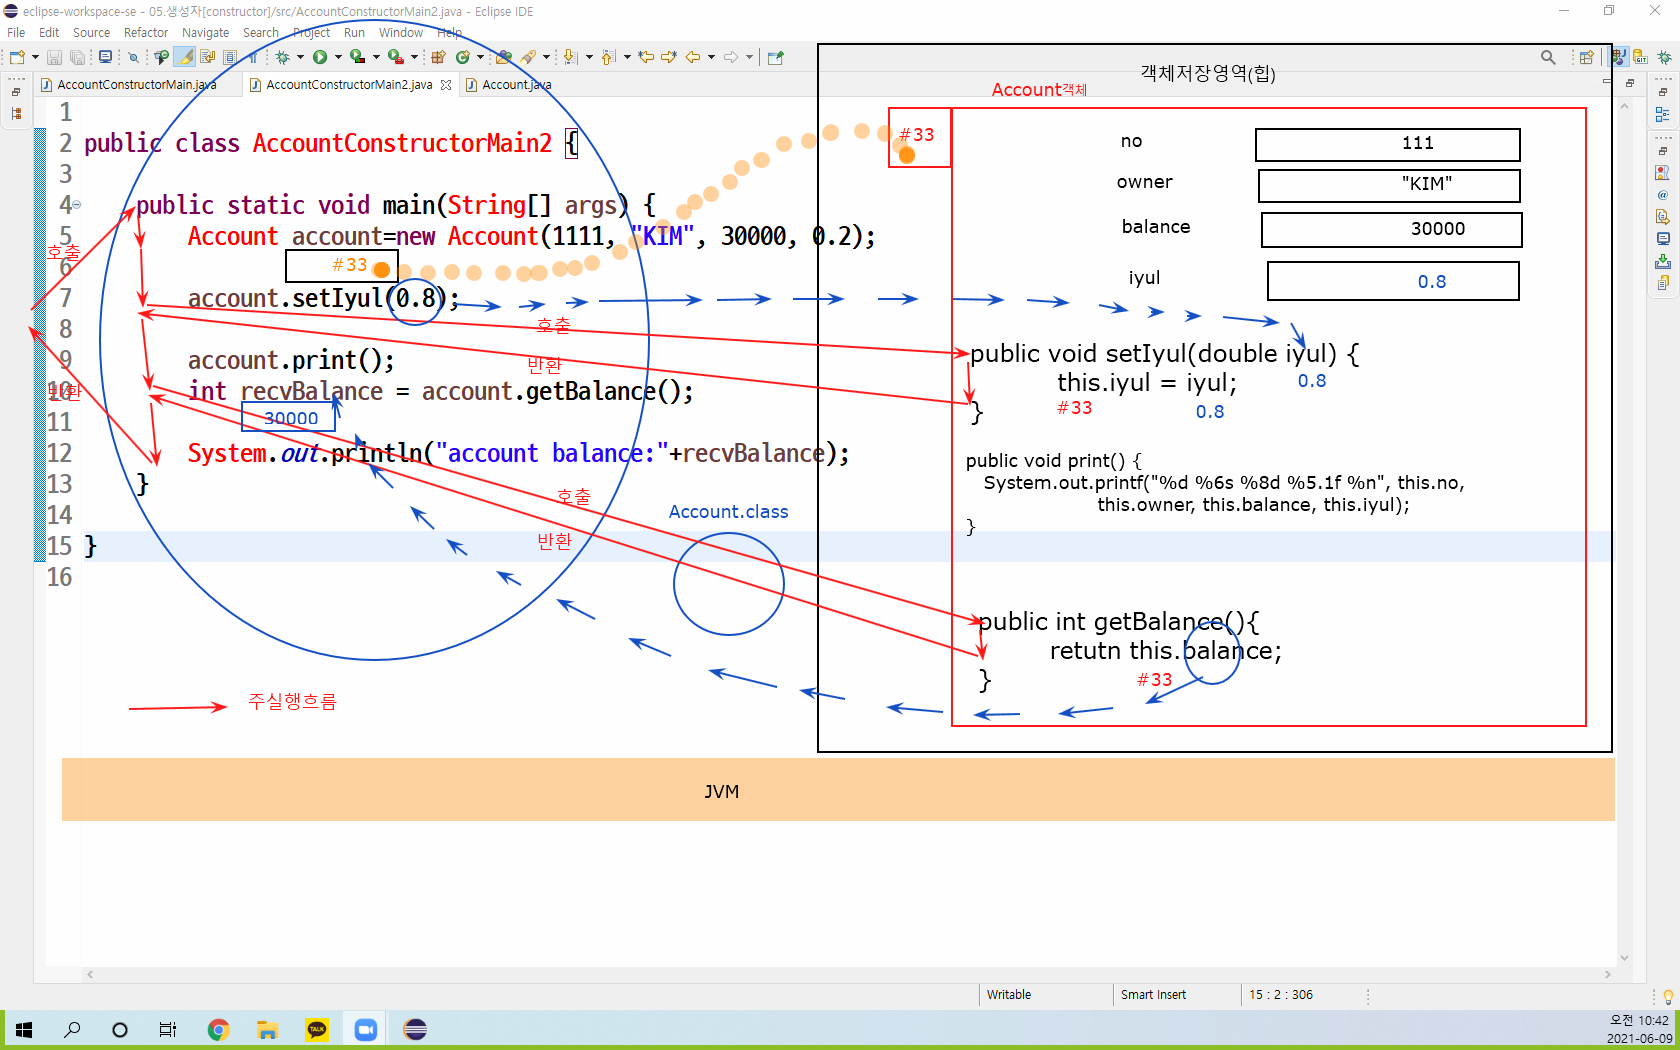 eclipse-workspace-se - 05.생성자[constructor]/src/AccountConstructorMain2.java - Eclipse IDE
File Edit Source Refactor Navigate Search Project Run Window Help
AccountConstructorMain.java
AccountConstructorMain2.java
Account.java
객체저장영역(힙)
Account객체
1
2 public class AccountConstructorMain2 {
3
4 public static void main(String[] args) {
5 Account account=new Account(1111, "KIM", 30000, 0.2);
6
7 account.setIyul(0.8);
8
9 account.print();
10 int recvBalance = account.getBalance();
11
12 System.out.println("account balance:"+recvBalance);
13 }
14
15 }
16
호출
#33
반환
30000
호출
반환
호출
반환
Account.class
주실행흐름
#33
no 111
owner "KIM"
balance 30000
iyul 0.8
public void setIyul(double iyul) {
this.iyul = iyul;
0.8
}
#33
0.8
public void print() {
System.out.printf("%d %6s %8d %5.1f %n", this.no,
this.owner, this.balance, this.iyul);
}
public int getBalance(){
retutn this.balance;
}
#33
JVM
Writable
Smart Insert
15 : 2 : 306
TALK
오전 10:42
2021-06-09